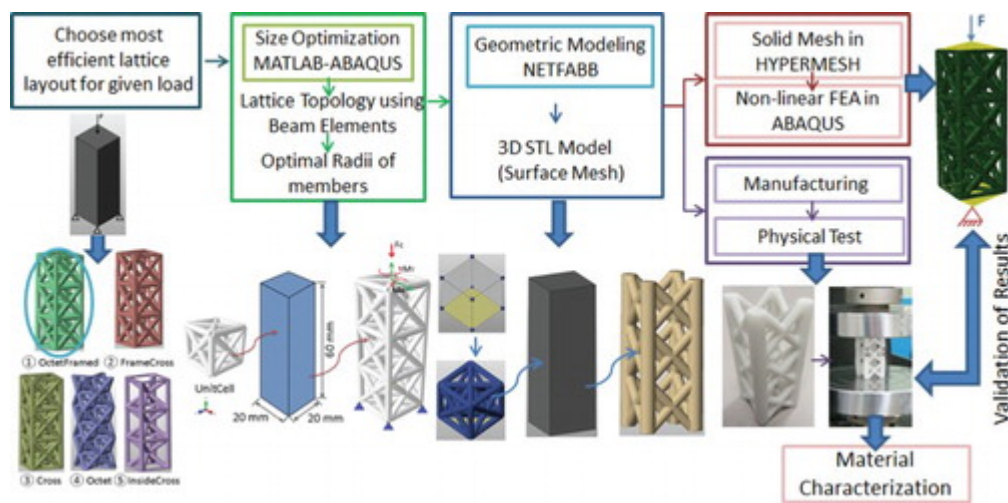 Choose most
efficient lattice
layout for given load
Size Optimization
MATLAB-ABAQUS
Lattice Topology using
Beam Elements
Optimal Radii of
members
Geometric Modeling
NETFABB
3D STL Model
(Surface Mesh)
Solid Mesh in
HYPERMESH
Non-linear FEA in
ABAQUS
Manufacturing
Physical Test
F
Validation of Results
① OctetFramed
② FrameCross
③ Cross
④ Octet
⑤ InsideCross
UnitCell
20 mm
20 mm
60 mm
Material
Characterization